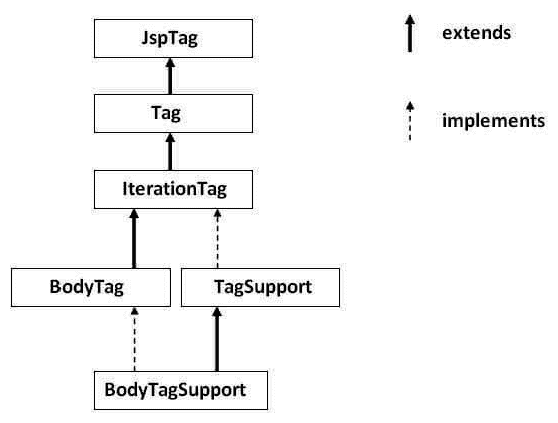 JspTag
extends
Tag
implements
IterationTag
BodyTag
TagSupport
BodyTagSupport